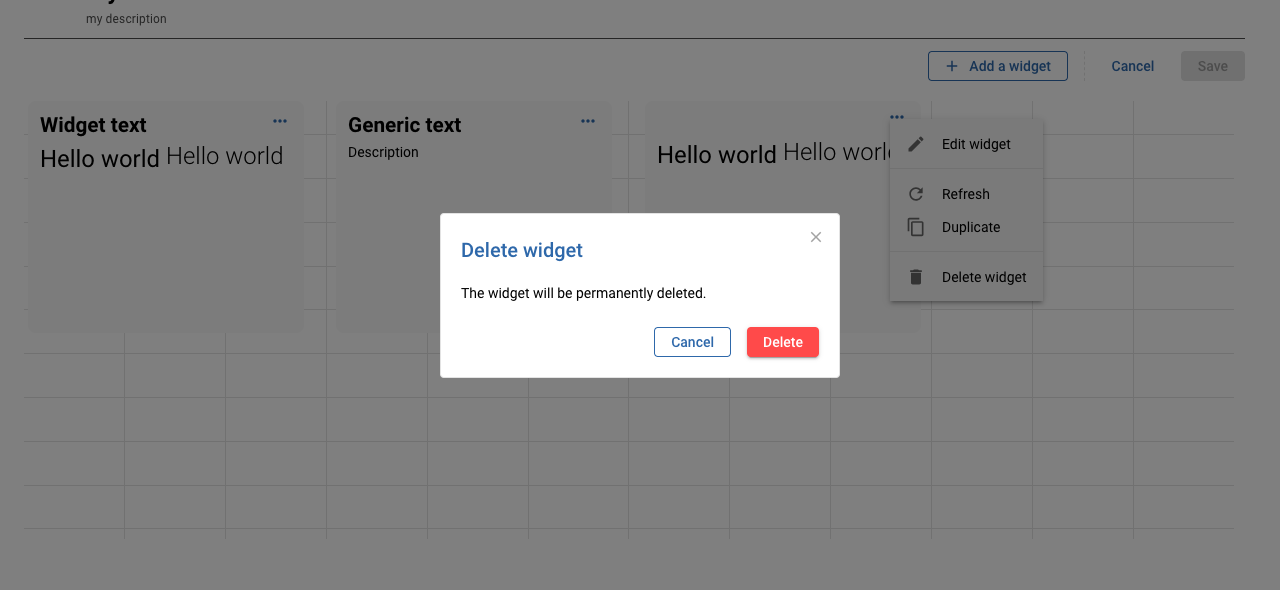 my description
Add a widget
Cancel
Save
Widget text
Hello world Hello world
Generic text
Description
Hello world Hello world
Edit widget
Refresh
Duplicate
Delete widget
Delete widget
The widget will be permanently deleted.
Cancel
Delete